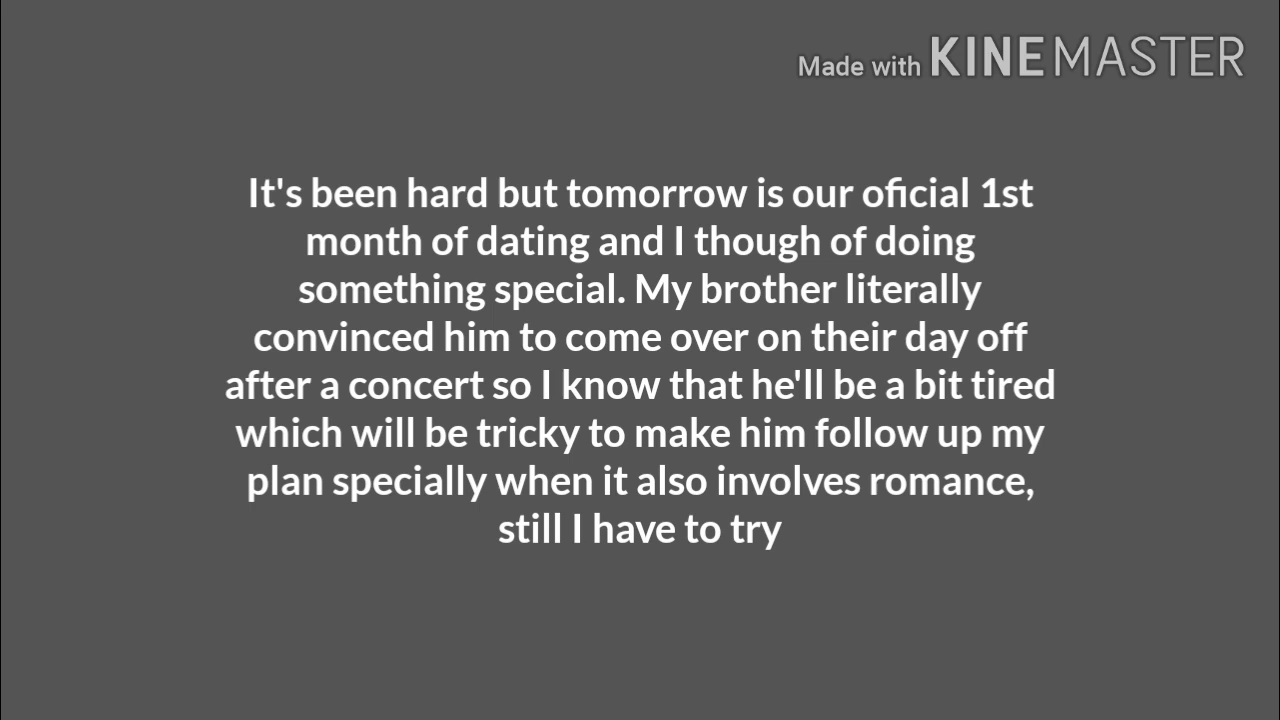 Made with KINEMASTER
It's been hard but tomorrow is our oficial 1st
month of dating and I though of doing
something special. My brother literally
convinced him to come over on their day off
after a concert so I know that he'll be a bit tired
which will be tricky to make him follow up my
plan specially when it also involves romance,
still I have to try